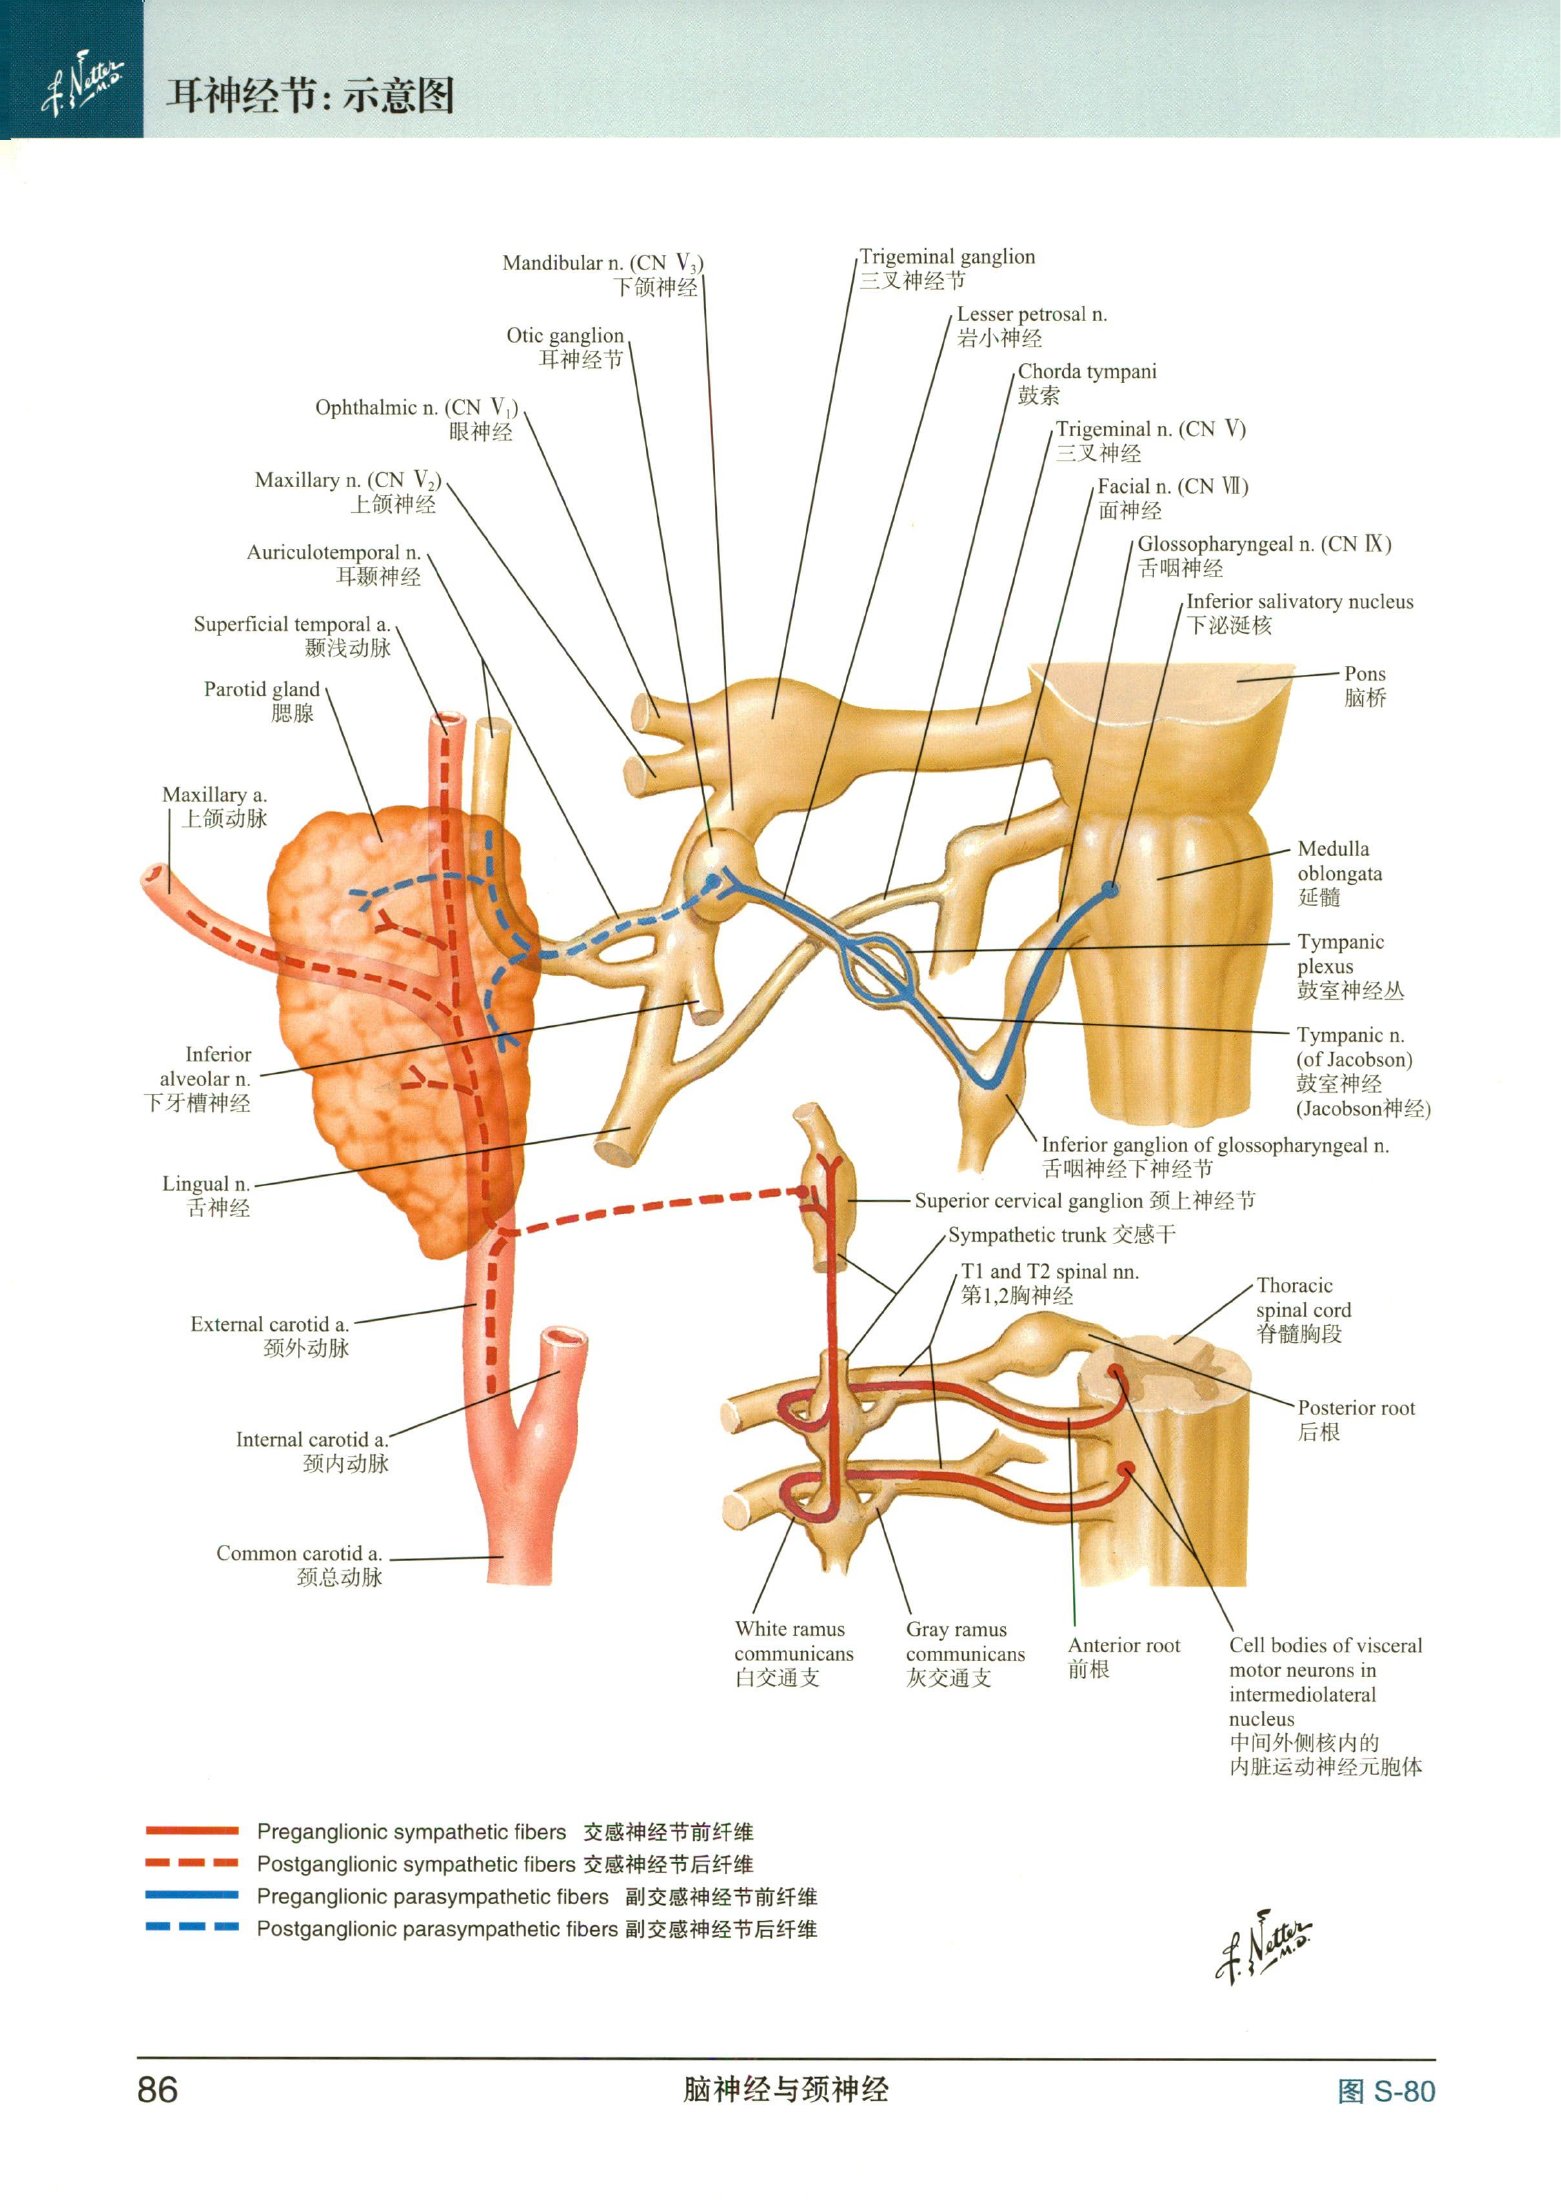 F. Netter M.D.
耳神经节: 示意图
Mandibular n. (CN Ⅴ3)
下颌神经
Otic ganglion
耳神经节
Ophthalmic n. (CN Ⅴ1)
眼神经
Maxillary n. (CN Ⅴ2)
上颌神经
Auriculotemporal n.
耳颞神经
Superficial temporal a.
颞浅动脉
Parotid gland
腮腺
Maxillary a.
上颌动脉
Inferior
alveolar n.
下牙槽神经
Lingual n.
舌神经
External carotid a.
颈外动脉
Internal carotid a.
颈内动脉
Common carotid a.
颈总动脉
Trigeminal ganglion
三叉神经节
Lesser petrosal n.
岩小神经
Chorda tympani
鼓索
Trigeminal n. (CN Ⅴ)
三叉神经
Facial n. (CN Ⅶ)
面神经
Glossopharyngeal n. (CN Ⅸ)
舌咽神经
Inferior salivatory nucleus
下泌涎核
Pons
脑桥
Medulla
oblongata
延髓
Tympanic
plexus
鼓室神经丛
Tympanic n.
(of Jacobson)
鼓室神经
(Jacobson神经)
Inferior ganglion of glossopharyngeal n.
舌咽神经下神经节
Superior cervical ganglion 颈上神经节
Sympathetic trunk 交感干
T1 and T2 spinal nn.
第1,2胸神经
Thoracic
spinal cord
脊髓胸段
Posterior root
后根
White ramus
communicans
白交通支
Gray ramus
communicans
灰交通支
Anterior root
前根
Cell bodies of visceral
motor neurons in
intermediolateral
nucleus
中间外侧核内的
内脏运动神经元胞体
Preganglionic sympathetic fibers 交感神经节前纤维
Postganglionic sympathetic fibers 交感神经节后纤维
Preganglionic parasympathetic fibers 副交感神经节前纤维
Postganglionic parasympathetic fibers 副交感神经节后纤维
F. Netter M.D.
86
脑神经与颈神经
图 S-80